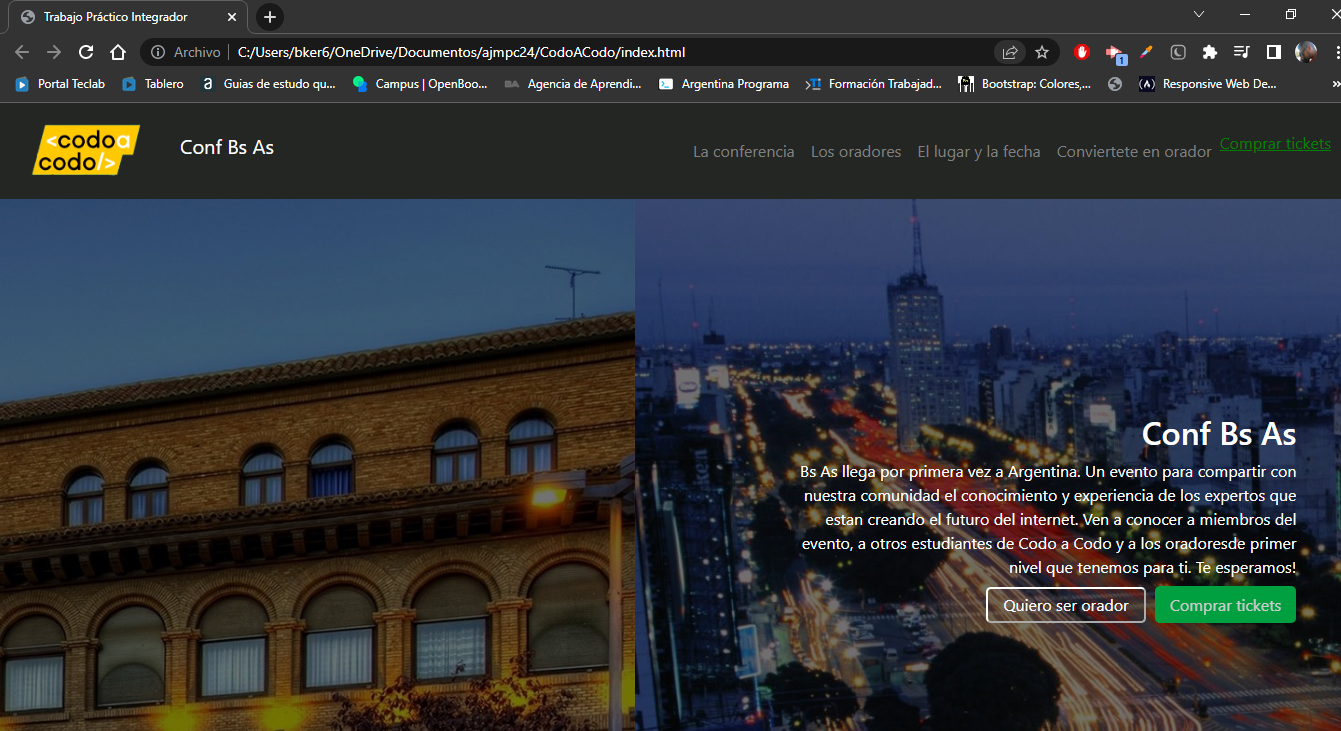 Trabajo Práctico Integrador
Archivo
C:/Users/bker6/OneDrive/Documentos/ajmpc24/CodoACodo/index.html
1
Portal Teclab
Tablero
Guias de estudo qu...
Campus | OpenBoo...
BA
Agencia de Aprendi...
Argentina Programa
Formación Trabajad...
Bootstrap: Colores,...
Responsive Web De...
<codo a
codo/>
Conf Bs As
La conferencia
Los oradores
El lugar y la fecha
Conviertete en orador
Comprar tickets
Conf Bs As
Bs As llega por primera vez a Argentina. Un evento para compartir con
nuestra comunidad el conocimiento y experiencia de los expertos que
estan creando el futuro del internet. Ven a conocer a miembros del
evento, a otros estudiantes de Codo a Codo y a los oradoresde primer
nivel que tenemos para ti. Te esperamos!
Quiero ser orador
Comprar tickets